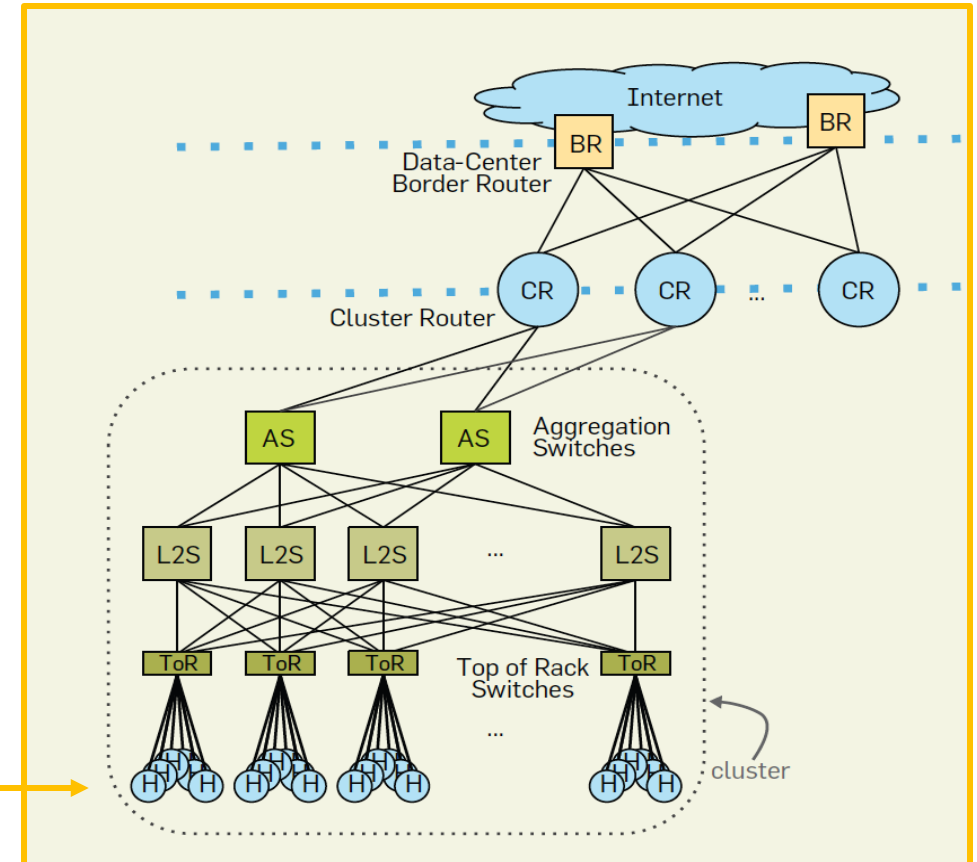 Internet
BR
BR
Data-Center
Border Router
CR
CR
...
CR
Cluster Router
AS
AS
Aggregation
Switches
L2S
L2S
L2S
...
L2S
ToR
ToR
ToR
Top of Rack
Switches
ToR
...
H H H H H
H H H H H
H H H H H
H H H H H
cluster